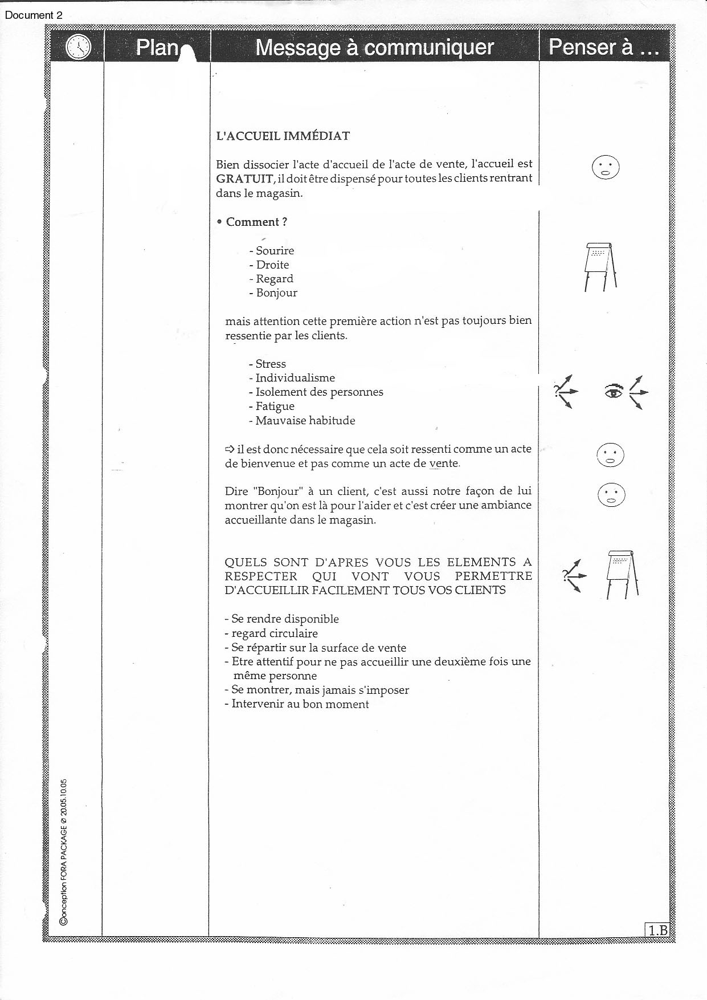 Document 2
Plan
Message à communiquer
Penser à ...
L'ACCUEIL IMMÉDIAT
Bien dissocier l'acte d'accueil de l'acte de vente, l'accueil est
GRATUIT, il doit être dispensé pour toutes les clients rentrant
dans le magasin.
• Comment ?
- Sourire
- Droite
- Regard
- Bonjour
mais attention cette première action n'est pas toujours bien
ressentie par les clients.
- Stress
- Individualisme
- Isolement des personnes
- Fatigue
- Mauvaise habitude
⇨ il est donc nécessaire que cela soit ressenti comme un acte
de bienvenue et pas comme un acte de vente.
Dire "Bonjour" à un client, c'est aussi notre façon de lui
montrer qu'on est là pour l'aider et c'est créer une ambiance
accueillante dans le magasin.
QUELS SONT D'APRES VOUS LES ELEMENTS A
RESPECTER QUI VONT VOUS PERMETTRE
D'ACCUEILLIR FACILEMENT TOUS VOS CLIENTS
- Se rendre disponible
- regard circulaire
- Se répartir sur la surface de vente
- Etre attentif pour ne pas accueillir une deuxième fois une
même personne
- Se montrer, mais jamais s'imposer
- Intervenir au bon moment
©onception FORA PACKAGE Ø 20.05.10.05
1.B